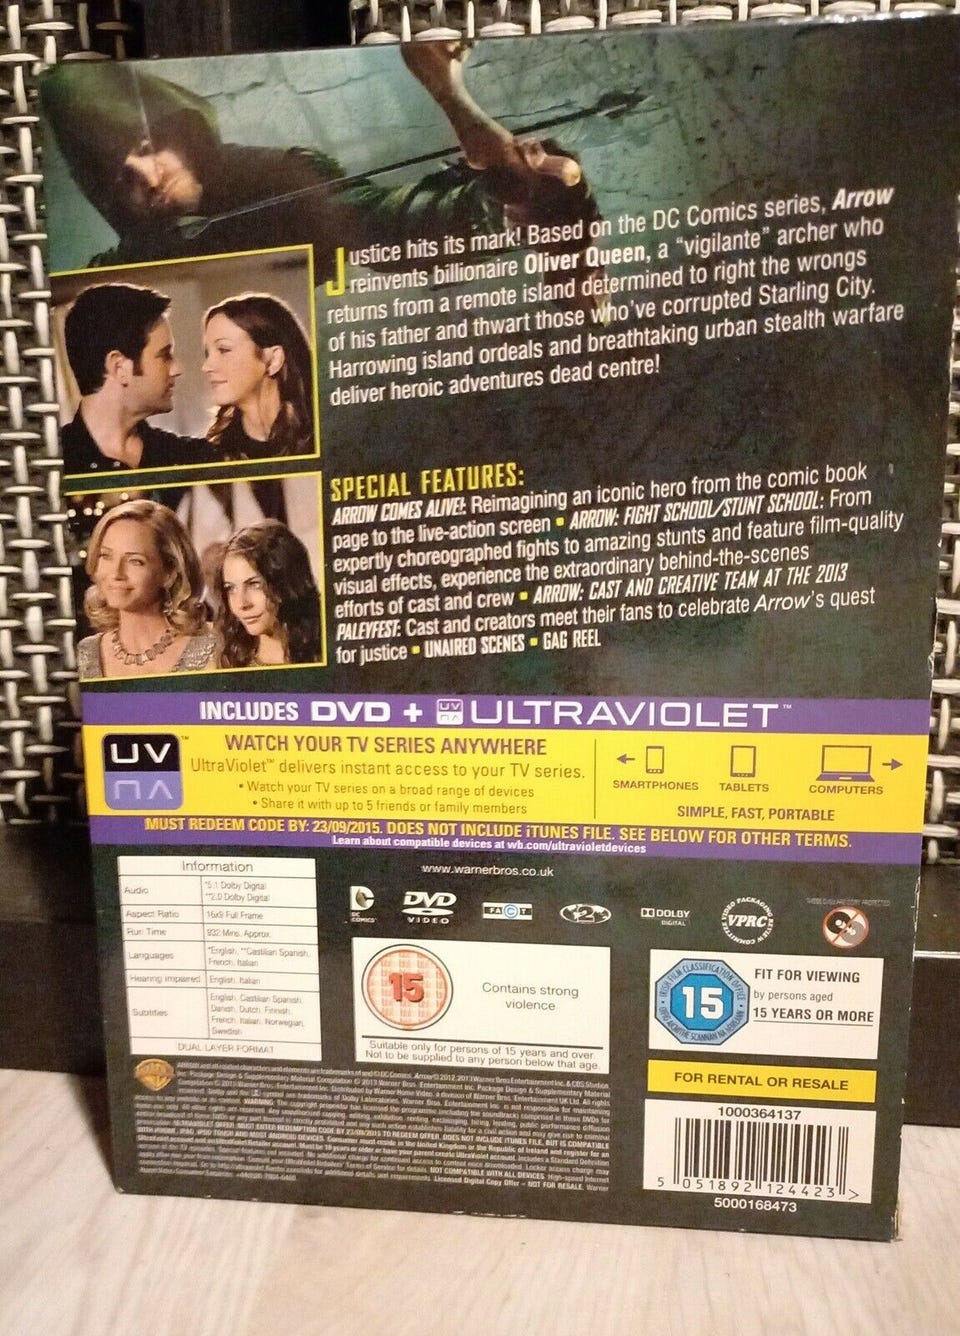 Justice hits its mark! Based on the DC Comics series, Arrow
reinvents billionaire Oliver Queen, a "vigilante" archer who
returns from a remote island determined to right the wrongs
of his father and thwart those who've corrupted Starling City.
Harrowing island ordeals and breathtaking urban stealth warfare
deliver heroic adventures dead centre!
SPECIAL FEATURES:
ARROW COMES ALIVE!: Reimagining an iconic hero from the comic book
page to the live-action screen ▪ ARROW: FIGHT SCHOOL/STUNT SCHOOL: From
expertly choreographed fights to amazing stunts and feature film-quality
visual effects, experience the extraordinary behind-the-scenes
efforts of cast and crew ▪ ARROW: CAST AND CREATIVE TEAM AT THE 2013
PALEYFEST: Cast and creators meet their fans to celebrate Arrow's quest
for justice ▪ UNAIRED SCENES ▪ GAG REEL
INCLUDES DVD + UV ULTRAVIOLET™
UV™
WATCH YOUR TV SERIES ANYWHERE
UltraViolet™ delivers instant access to your TV series.
• Watch your TV series on a broad range of devices
• Share it with up to 5 friends or family members
SMARTPHONES TABLETS COMPUTERS
SIMPLE, FAST, PORTABLE
MUST REDEEM CODE BY: 23/09/2015. DOES NOT INCLUDE iTUNES FILE. SEE BELOW FOR OTHER TERMS.
Learn about compatible devices at wb.com/ultravioletdevices
www.warnerbros.co.uk
Information
Audio *5.1 Dolby Digital
**2.0 Dolby Digital
Aspect Ratio 16x9 Full Frame
Run Time 932 Mins. Approx.
Languages *English, **Castilian Spanish,
French, Italian
Hearing Impaired English, Italian
Subtitles English, Castilian Spanish,
Danish, Dutch, Finnish,
French, Italian, Norwegian,
Swedish
DUAL LAYER FORMAT
DC COMICS
DVD VIDEO
FACT
2
DOLBY DIGITAL
VIDEO PACKAGING REVIEW COMMITTEE
VPRC
15
Contains strong
violence
Suitable only for persons of 15 years and over.
Not to be supplied to any person below that age.
IRISH FILM CLASSIFICATION OFFICE
15
FIT FOR VIEWING
by persons aged
15 YEARS OR MORE
FOR RENTAL OR RESALE
1000364137
5 051892 124423 >
5000168473